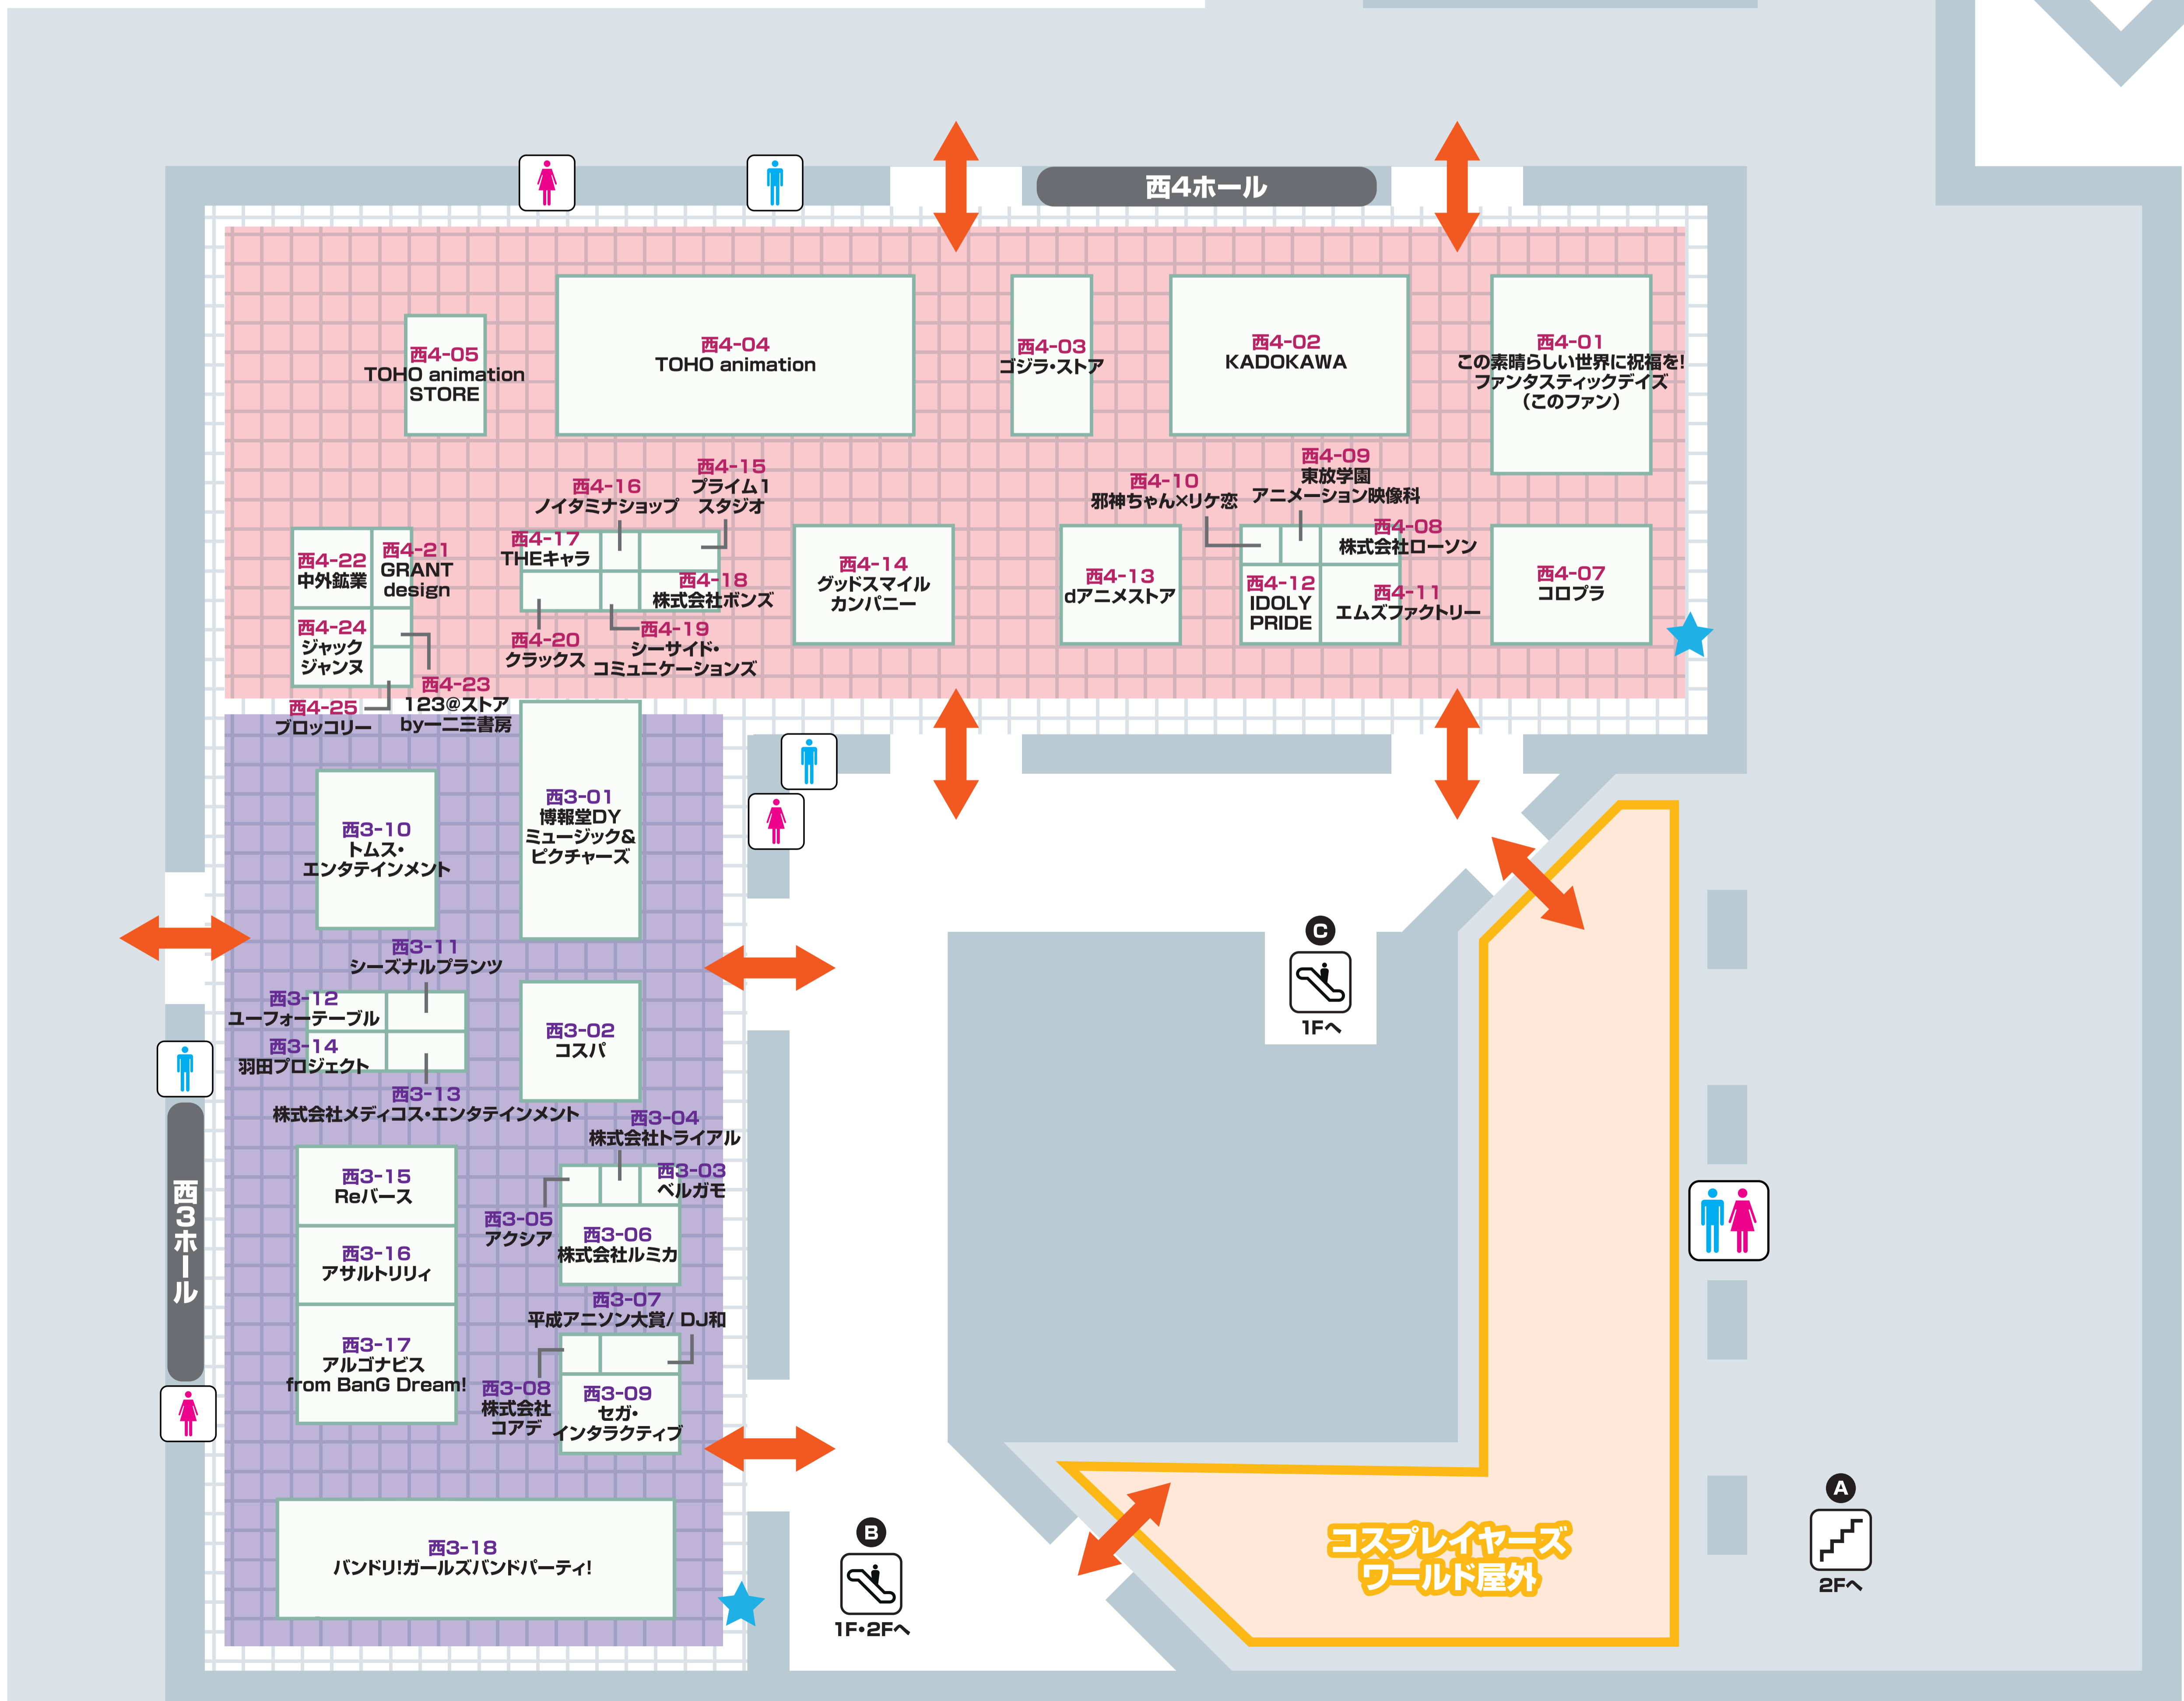 西4ホール
西4-05
TOHO animation
STORE
西4-04
TOHO animation
西4-03
ゴジラ・ストア
西4-02
KADOKAWA
西4-01
この素晴らしい世界に祝福を!
ファンタスティックデイズ
（このファン）
西4-22
中外鉱業
西4-21
GRANT
design
西4-24
ジャック
ジャンヌ
西4-23
123@ストア
by一二三書房
西4-25
ブロッコリー
西4-17
THEキャラ
西4-16
ノイタミナショップ
西4-15
プライム1
スタジオ
西4-18
株式会社ボンズ
西4-20
クラックス
西4-19
シーサイド・
コミュニケーションズ
西4-14
グッドスマイル
カンパニー
西4-13
dアニメストア
西4-10
邪神ちゃん×リケ恋
西4-09
東放学園
アニメーション映像科
西4-08
株式会社ローソン
西4-12
IDOLY
PRIDE
西4-11
エムズファクトリー
西4-07
コロプラ
西3-10
トムス・
エンタテインメント
西3-01
博報堂DY
ミュージック&
ピクチャーズ
西3-11
シーズナルプランツ
西3-12
ユーフォーテーブル
西3-14
羽田プロジェクト
西3-13
株式会社メディコス・エンタテインメント
西3-02
コスパ
西3-04
株式会社トライアル
西3-03
ベルガモ
西3-05
アクシア
西3-06
株式会社ルミカ
西3-15
Reバース
西3-16
アサルトリリィ
西3-17
アルゴナビス
from BanG Dream!
西3-07
平成アニソン大賞/ DJ和
西3-08
株式会社
コアデ
西3-09
セガ・
インタラクティブ
西3-18
バンドリ!ガールズバンドパーティ!
西3ホール
C
1Fへ
B
1F・2Fへ
コスプレイヤーズ
ワールド屋外
A
2Fへ